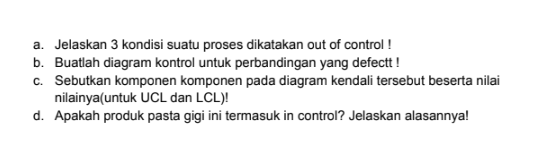 a. Jelaskan 3 kondisi suatu proses dikatakan out of control !
b. Buatlah diagram kontrol untuk perbandingan yang defectt !
c. Sebutkan komponen komponen pada diagram kendali tersebut beserta nilai
nilainya(untuk UCL dan LCL)!
d. Apakah produk pasta gigi ini termasuk in control? Jelaskan alasannya!